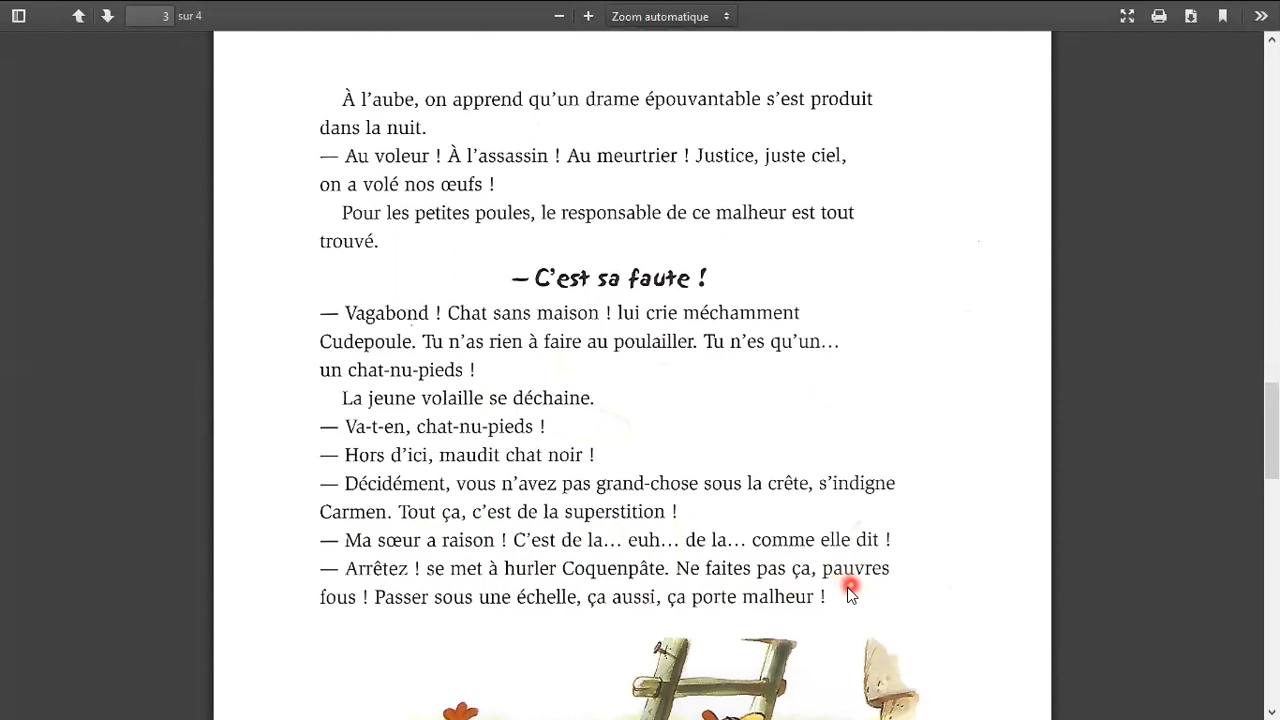 3 sur 4
Zoom automatique
À l’aube, on apprend qu’un drame épouvantable s’est produit
dans la nuit.
— Au voleur ! À l’assassin ! Au meurtrier ! Justice, juste ciel,
on a volé nos œufs !
Pour les petites poules, le responsable de ce malheur est tout
trouvé.
– C’est sa faute !
— Vagabond ! Chat sans maison ! lui crie méchamment
Cudepoule. Tu n’as rien à faire au poulailler. Tu n’es qu’un…
un chat-nu-pieds !
La jeune volaille se déchaine.
— Va-t-en, chat-nu-pieds !
— Hors d’ici, maudit chat noir !
— Décidément, vous n’avez pas grand-chose sous la crête, s’indigne
Carmen. Tout ça, c’est de la superstition !
— Ma sœur a raison ! C’est de la… euh… de la… comme elle dit !
— Arrêtez ! se met à hurler Coquenpâte. Ne faites pas ça, pauvres
fous ! Passer sous une échelle, ça aussi, ça porte malheur !